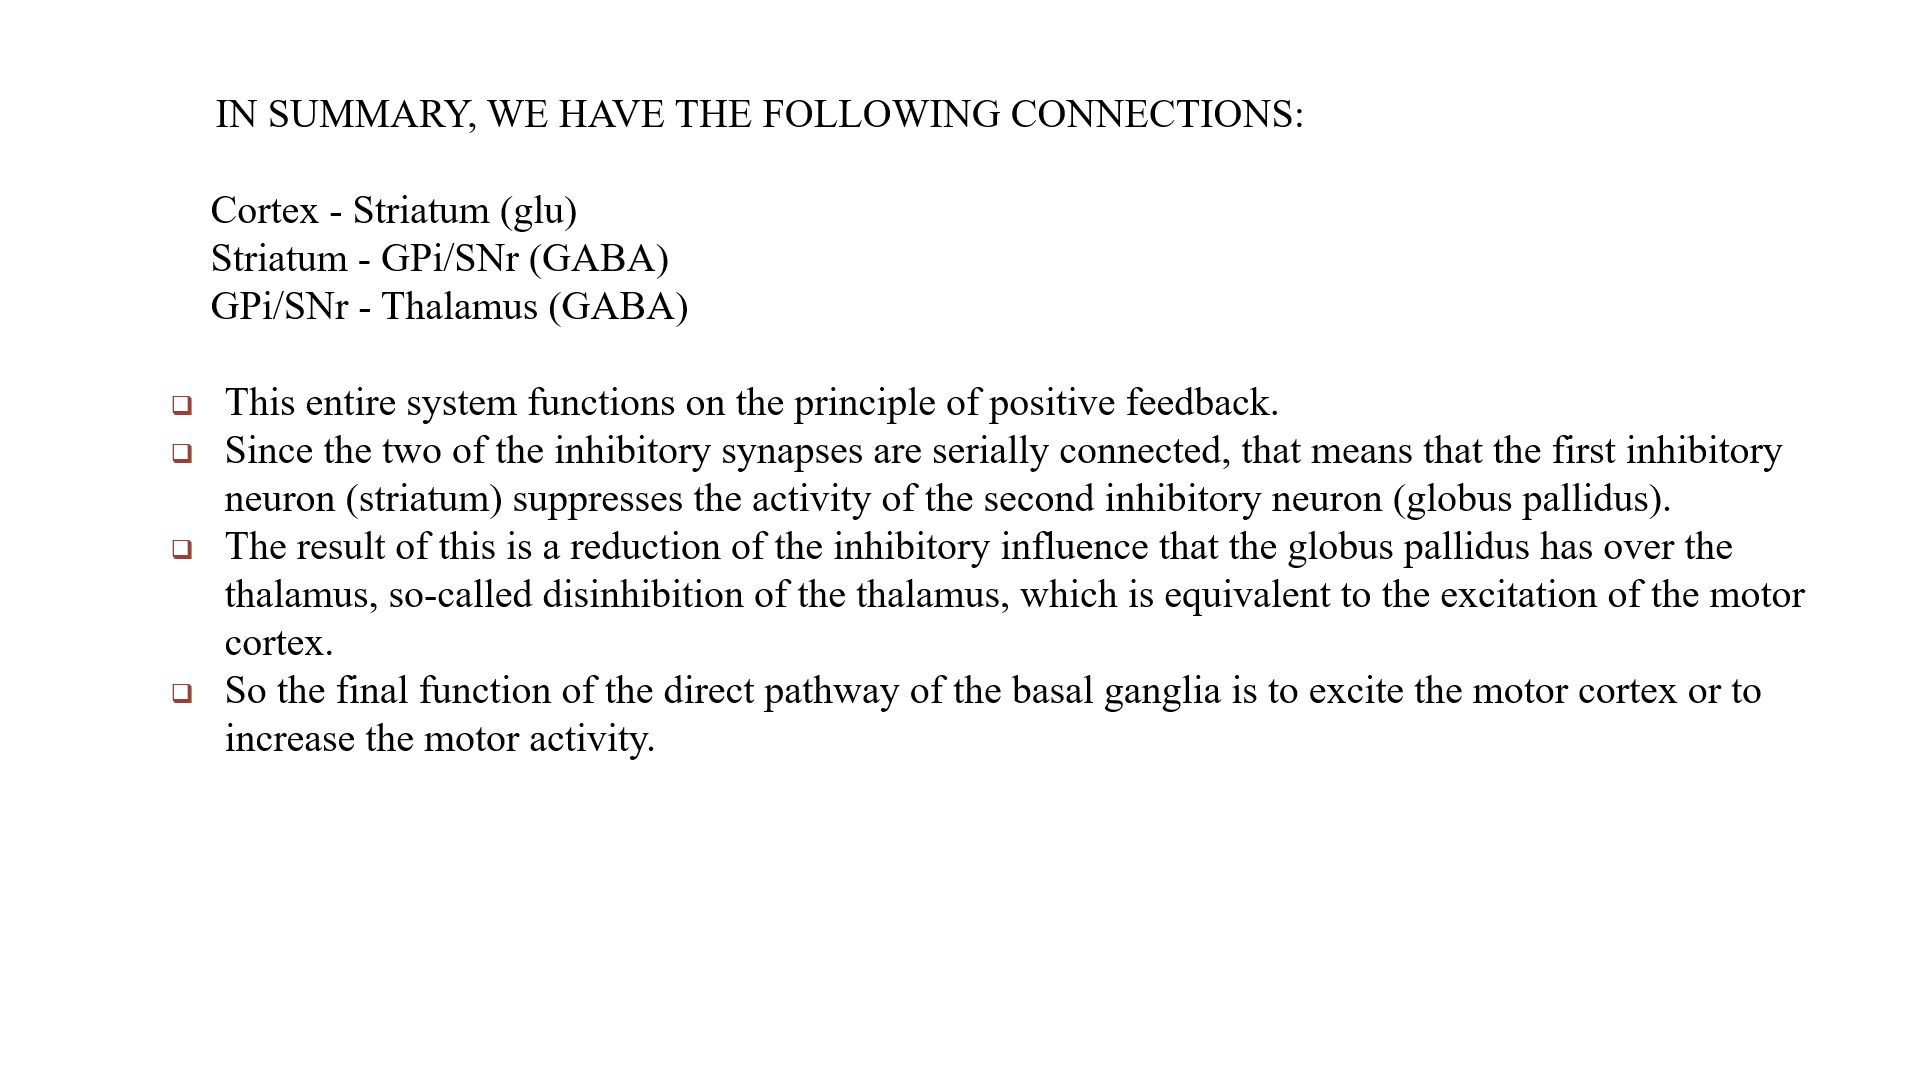 IN SUMMARY, WE HAVE THE FOLLOWING CONNECTIONS:
Cortex - Striatum (glu)
Striatum - GPi/SNr (GABA)
GPi/SNr - Thalamus (GABA)
❑ This entire system functions on the principle of positive feedback.
❑ Since the two of the inhibitory synapses are serially connected, that means that the first inhibitory
neuron (striatum) suppresses the activity of the second inhibitory neuron (globus pallidus).
❑ The result of this is a reduction of the inhibitory influence that the globus pallidus has over the
thalamus, so-called disinhibition of the thalamus, which is equivalent to the excitation of the motor
cortex.
❑ So the final function of the direct pathway of the basal ganglia is to excite the motor cortex or to
increase the motor activity.